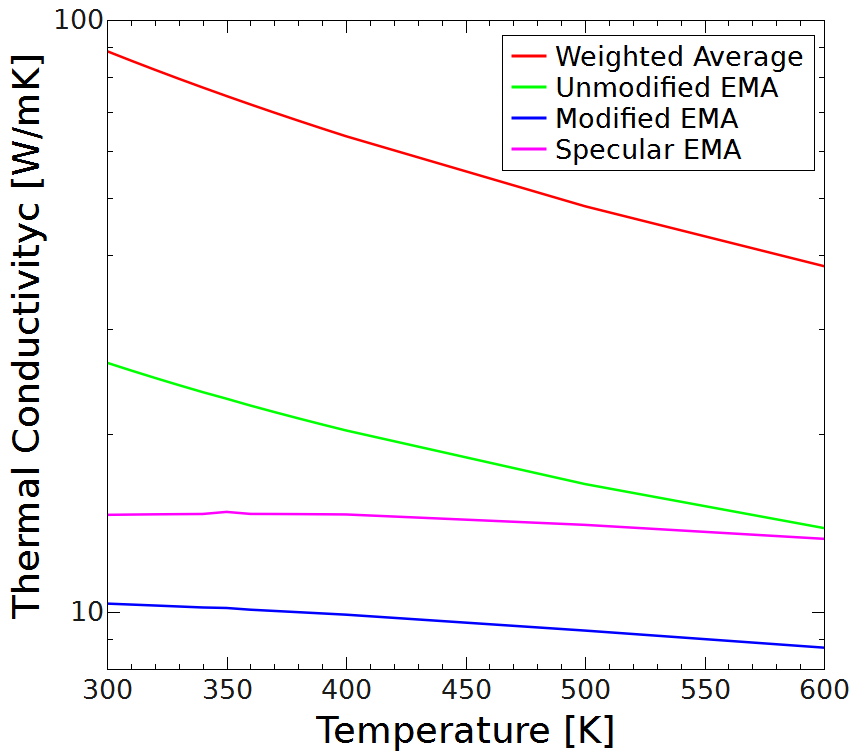 100
10
Thermal Conductivityc [W/mK]
Weighted Average
Unmodified EMA
Modified EMA
Specular EMA
300 350 400 450 500 550 600
Temperature [K]